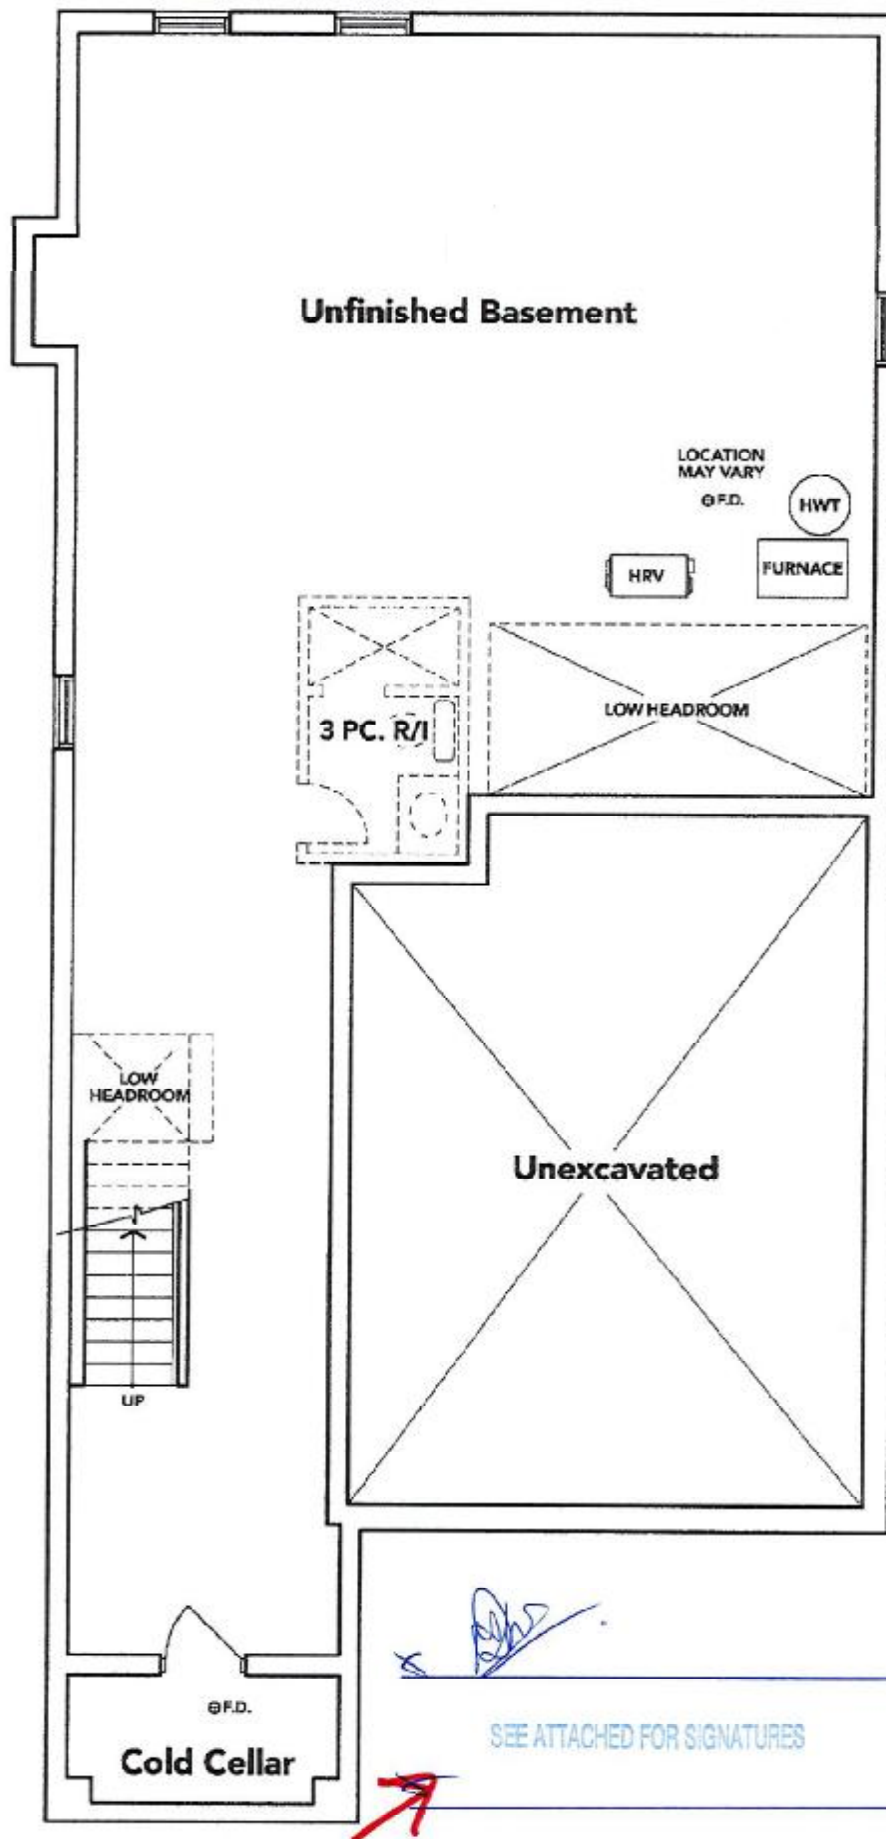 Unfinished Basement
LOCATION
MAY VARY
F.D.
HWT
HRV
FURNACE
3 PC. R/I
LOW HEADROOM
LOW
HEADROOM
Unexcavated
UP
F.D.
Cold Cellar
X
SEE ATTACHED FOR SIGNATURES